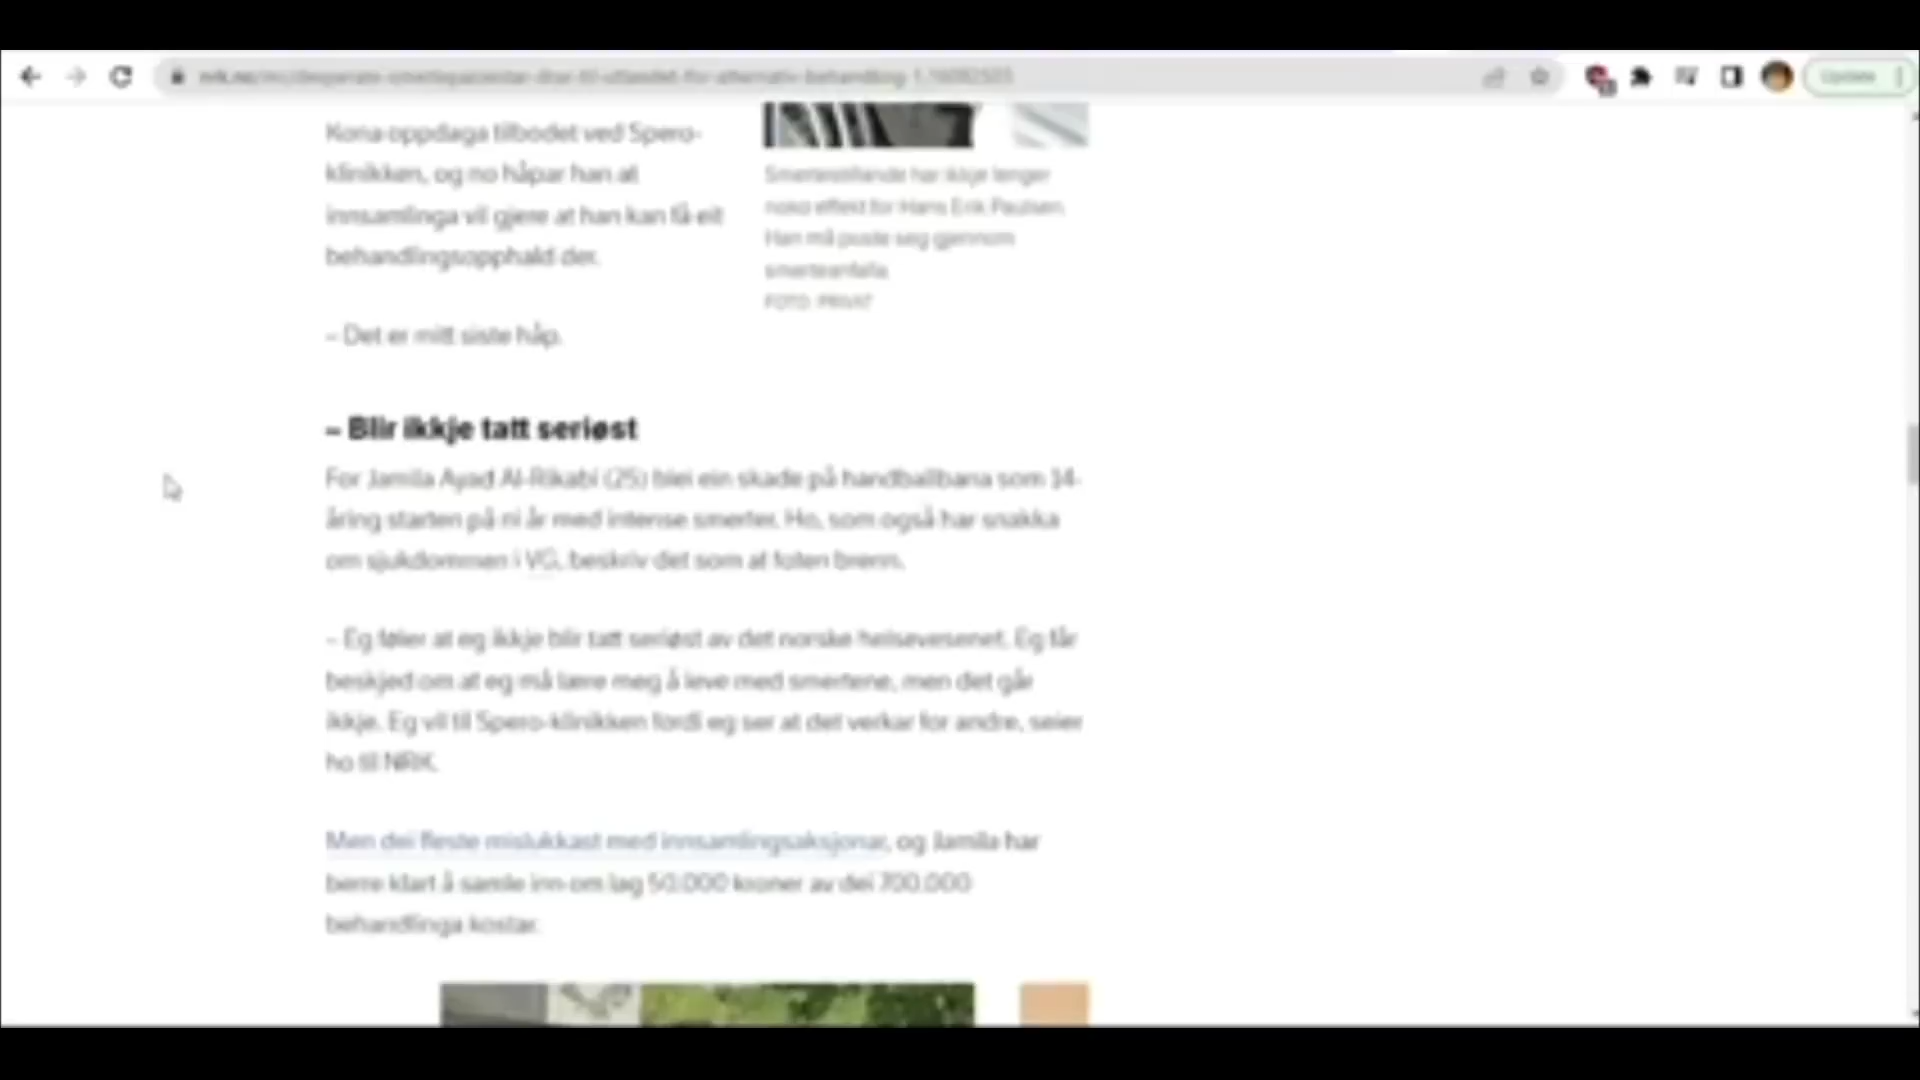 Update
Kona oppdaga tilbodet ved Spero-
klinikken, og no håpar han at
innsamlinga vil gjere at han kan få eit
behandlingsopphald der.
Smertestillande har ikkje lenger
noko effekt for Hans Erik Paulsen.
Han må puste seg gjennom
smerteanfalla.
FOTO: PRIVAT
– Det er mitt siste håp.
– Blir ikkje tatt seriøst
For Jamila Ayad Al-Rikabi (25) blei ein skade på handballbana som 14-
åring starten på ni år med intense smerter. Ho, som også har snakka
om sjukdommen i VG, beskriv det som at foten brenn.
– Eg føler at eg ikkje blir tatt seriøst av det norske helsevesenet. Eg får
beskjed om at eg må lære meg å leve med smertene, men det går
ikkje. Eg vil til Spero-klinikken fordi eg ser at det verkar for andre, seier
ho til NRK.
Men dei fleste mislukkast med innsamlingsaksjonar, og Jamila har
berre klart å samle inn om lag 50.000 kroner av dei 700.000
behandlinga kostar.